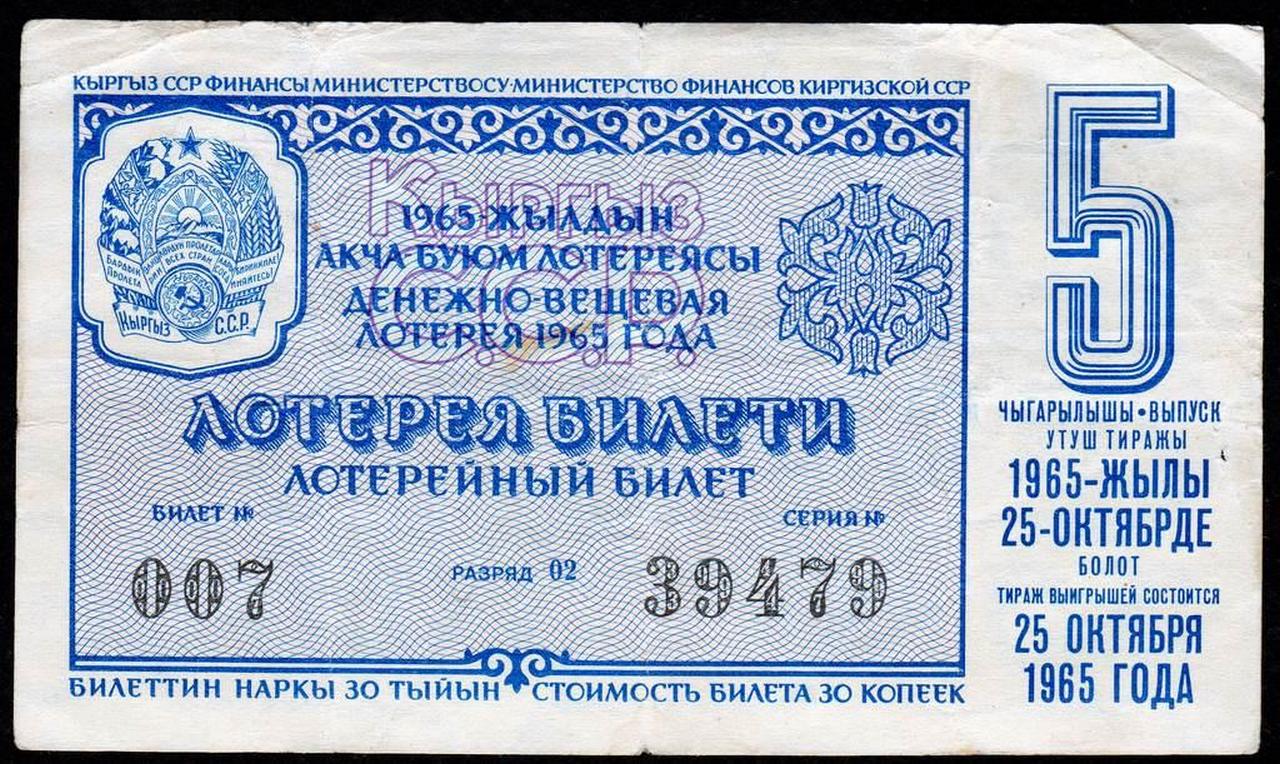 КЫРГЫЗ ССР ФИНАНСЫ МИНИСТЕРСТВОСУ·МИНИСТЕРСТВО ФИНАНСОВ КИРГИЗСКОЙ ССР
КЫРГЫЗ С.С.Р.
Кыргыз
С.С.Р.
1965-ЖЫЛДЫН
АКЧА-БУЮМ ЛОТЕРЕЯСЫ
ДЕНЕЖНО-ВЕЩЕВАЯ
ЛОТЕРЕЯ 1965 ГОДА
ЛОТЕРЕЯ БИЛЕТИ
ЛОТЕРЕЙНЫЙ БИЛЕТ
БИЛЕТ № СЕРИЯ №
007 РАЗРЯД 02 39479
БИЛЕТТИН НАРКЫ 30 ТЫЙЫН СТОИМОСТЬ БИЛЕТА 30 КОПЕЕК
5
ЧЫГАРЫЛЫШЫ•ВЫПУСК
УТУШ ТИРАЖЫ
1965-ЖЫЛЫ
25-ОКТЯБРДЕ
БОЛОТ
ТИРАЖ ВЫИГРЫШЕЙ СОСТОИТСЯ
25 ОКТЯБРЯ
1965 ГОДА